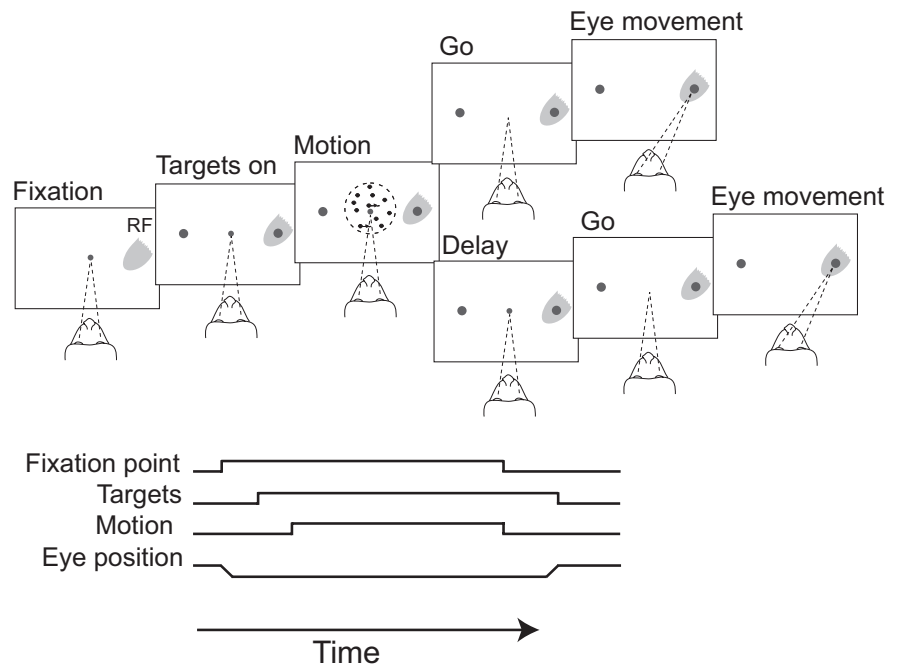 Fixation
RF
Targets on
Motion
Go
Eye movement
Delay
Go
Eye movement
Fixation point
Targets
Motion
Eye position
Time